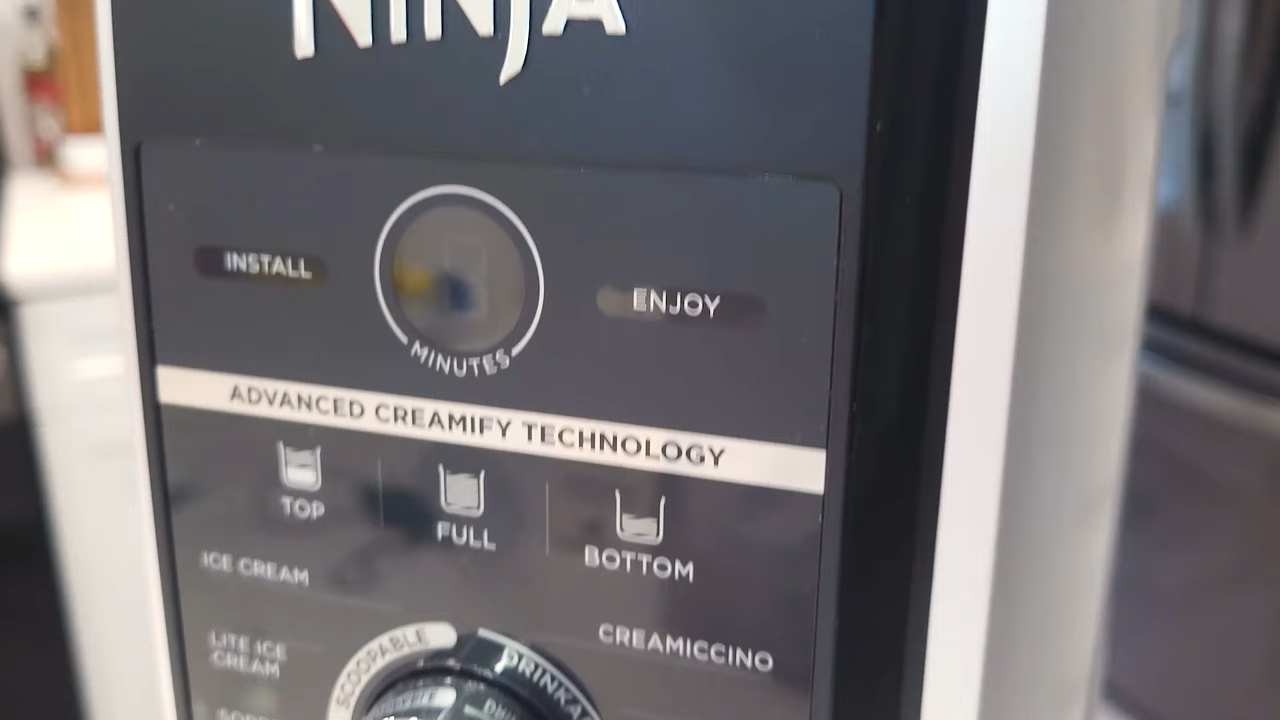 NINJA
INSTALL
ENJOY
MINUTES
ADVANCED CREAMIFY TECHNOLOGY
TOP
FULL
BOTTOM
ICE CREAM
CREAMICCINO
LITE ICE
CREAM
SCOOPABLE